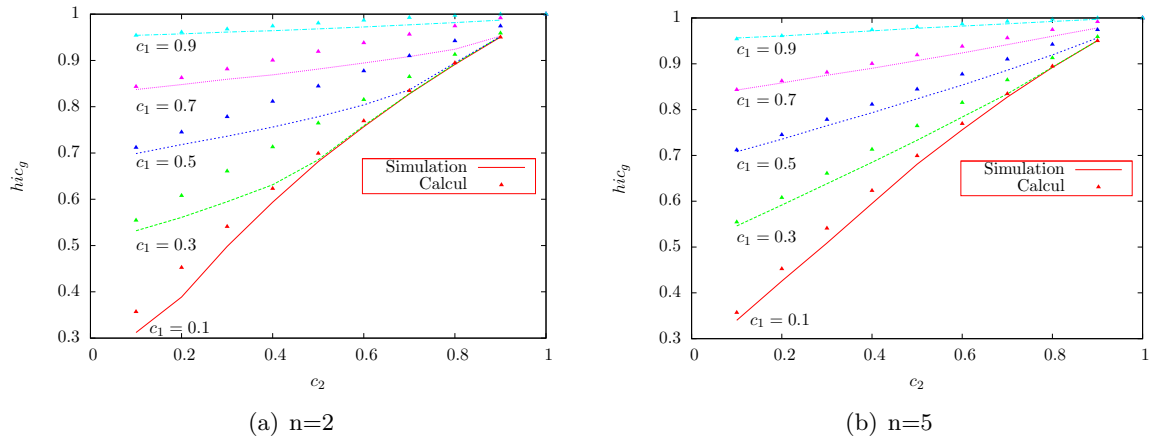 1
0.9
0.8
0.7
0.6
0.5
0.4
0.3
0 0.2 0.4 0.6 0.8 1
hic_g
c_2
c_1 = 0.9
c_1 = 0.7
c_1 = 0.5
c_1 = 0.3
c_1 = 0.1
Simulation
Calcul
(a) n=2
1
0.9
0.8
0.7
0.6
0.5
0.4
0.3
0 0.2 0.4 0.6 0.8 1
hic_g
c_2
c_1 = 0.9
c_1 = 0.7
c_1 = 0.5
c_1 = 0.3
c_1 = 0.1
Simulation
Calcul
(b) n=5